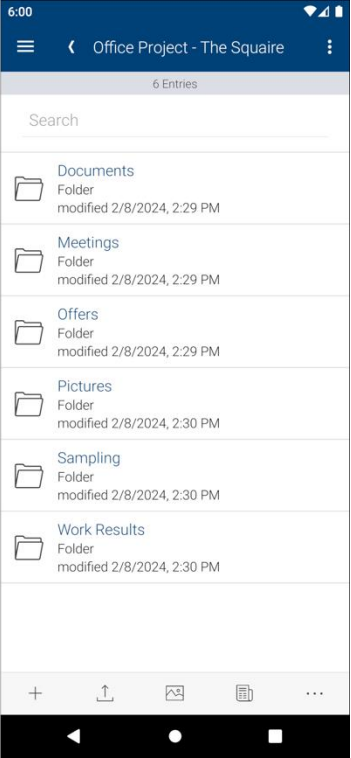 6:00
Office Project - The Squaire
6 Entries
Search
Documents
Folder
modified 2/8/2024, 2:29 PM
Meetings
Folder
modified 2/8/2024, 2:29 PM
Offers
Folder
modified 2/8/2024, 2:29 PM
Pictures
Folder
modified 2/8/2024, 2:30 PM
Sampling
Folder
modified 2/8/2024, 2:30 PM
Work Results
Folder
modified 2/8/2024, 2:30 PM